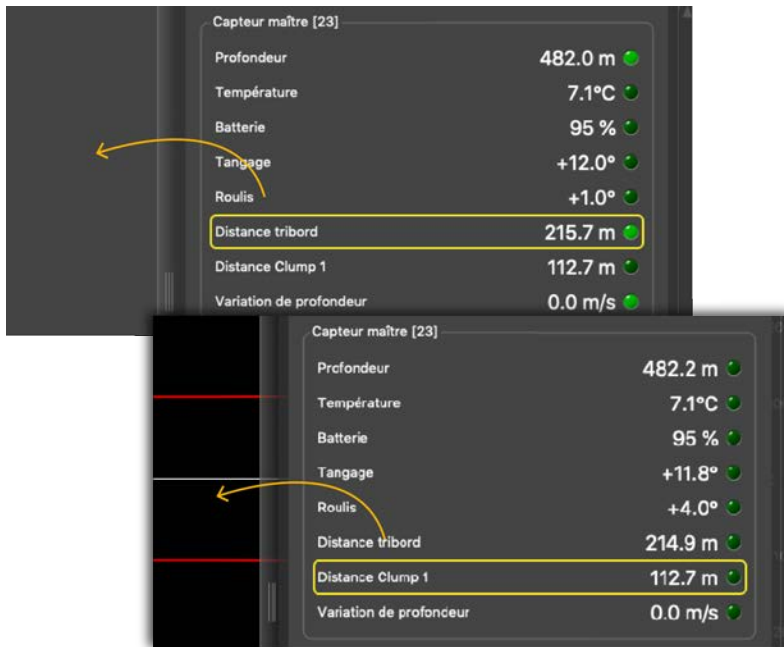 Capteur maître [23]
Profondeur 482.0 m
Température 7.1°C
Batterie 95 %
Tangage +12.0°
Roulis +1.0°
Distance tribord 215.7 m
Distance Clump 1 112.7 m
Variation de profondeur 0.0 m/s
Capteur maître [23]
Profondeur 482.2 m
Température 7.1°C
Batterie 95 %
Tangage +11.8°
Roulis +4.0°
Distance tribord 214.9 m
Distance Clump 1 112.7 m
Variation de profondeur 0.0 m/s